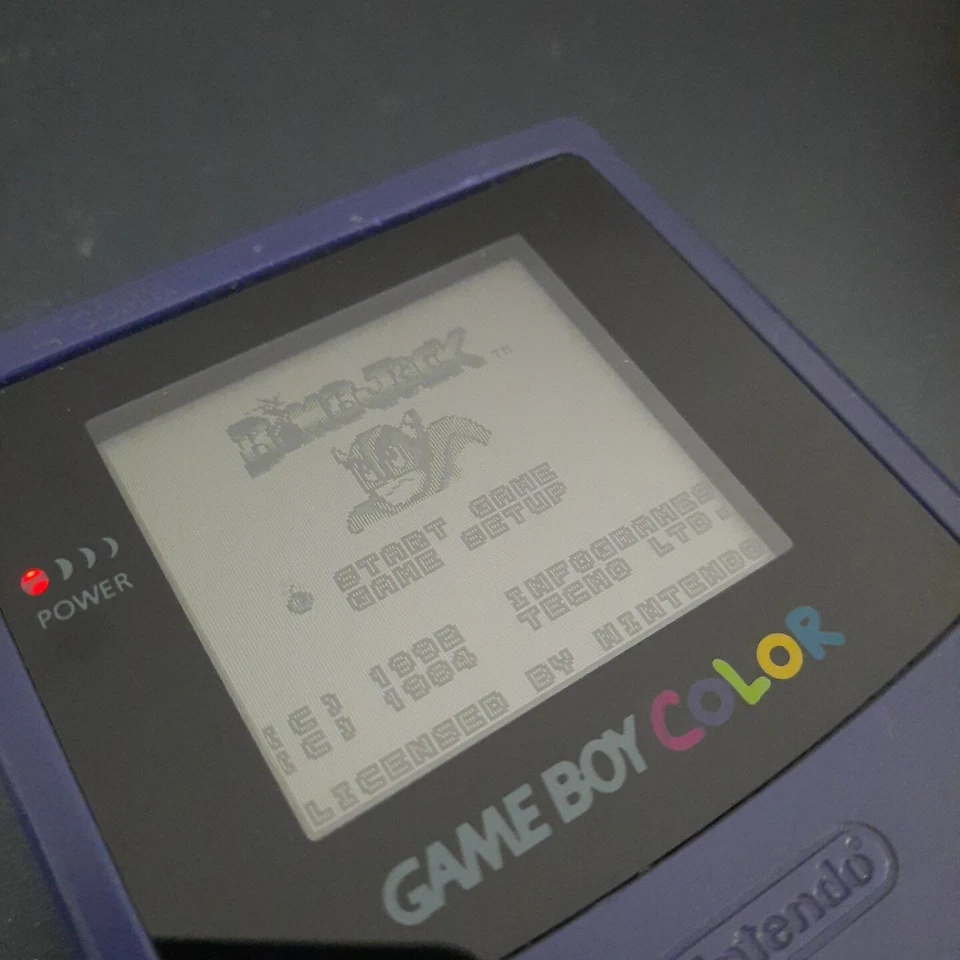 BOMB JACK ™
START GAME
GAME SETUP
(C) 1992 INFOGRAMES
(C) 1984 TECMO LTD.
LICENSED BY NINTENDO
POWER
GAME BOY COLOR
Nintendo®